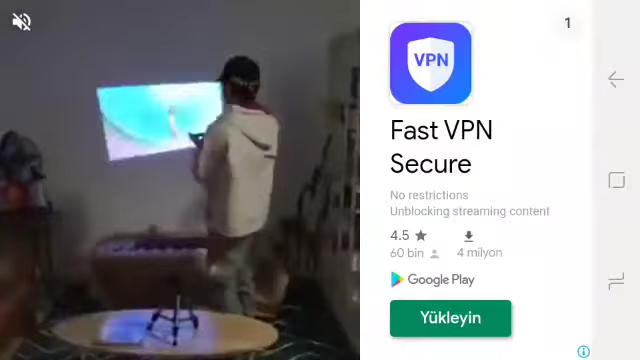 1
VPN
Fast VPN
Secure
No restrictions
Unblocking streaming content
4.5
60 bin
4 milyon
Google Play
Yükleyin